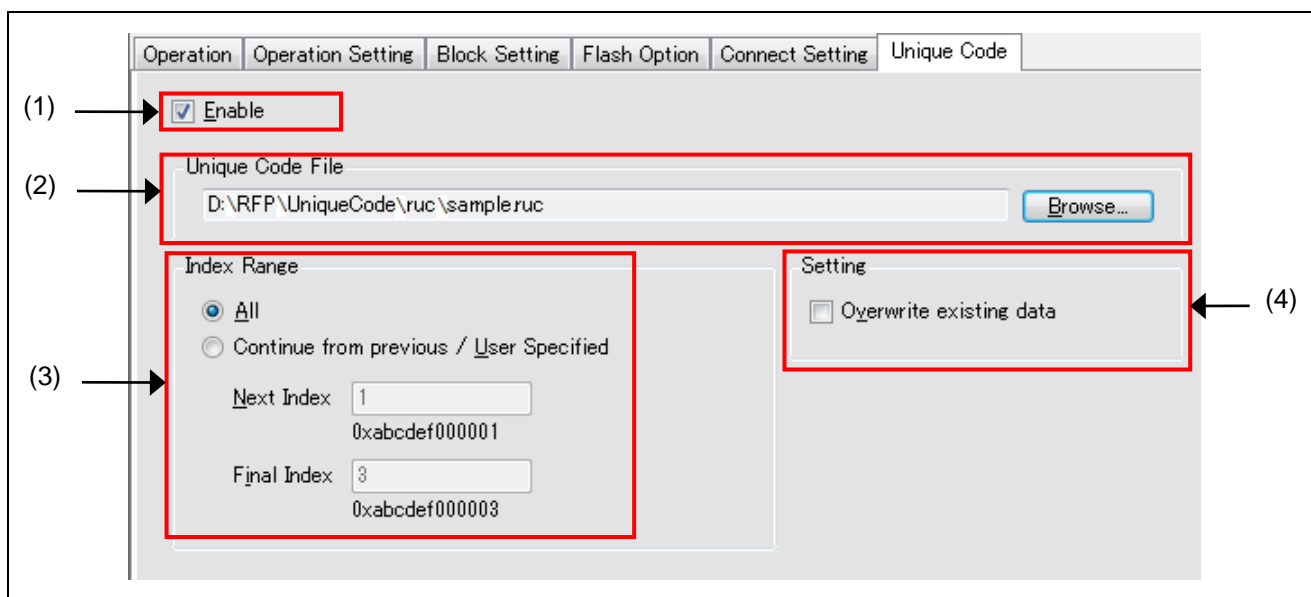 Operation Operation Setting Block Setting Flash Option Connect Setting Unique Code
(1) Enable
(2) Unique Code File
D:\RFP\UniqueCode\ruc\sample.ruc Browse...
Index Range Setting
All Overwrite existing data (4)
Continue from previous / User Specified
(3)
Next Index 1
0xabcdef000001
Final Index 3
0xabcdef000003